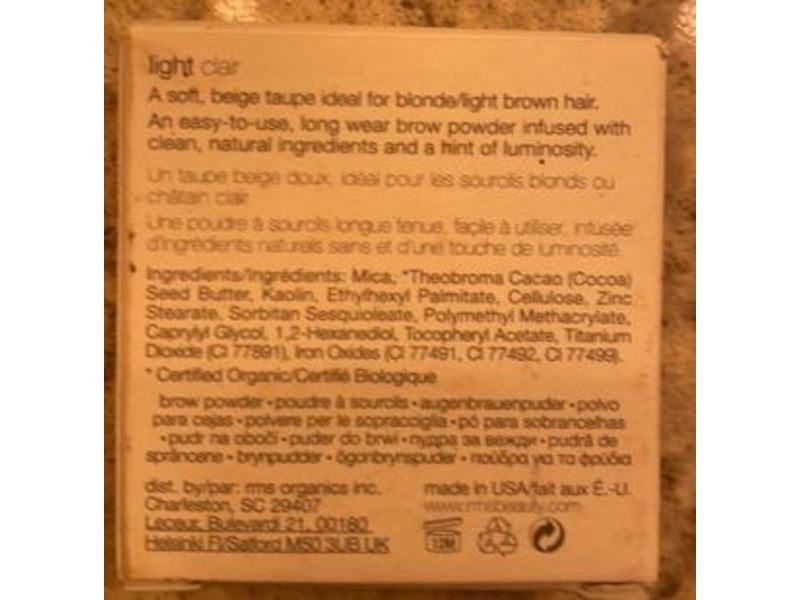 light clair
A soft, beige taupe ideal for blonde/light brown hair.
An easy-to-use, long wear brow powder infused with
clean, natural ingredients and a hint of luminosity.
Un taupe beige doux, idéal pour les sourcils blonds ou
châtain clair
Une poudre à sourcils longue tenue, façile à utiliser, infusée
d'ingrédients naturels sains et d'une touche de luminosité.
Ingredients/Ingrédients: Mica, *Theobroma Cacao (Cocoa)
Seed Butter, Kaolin, Ethylhexyl Palmitate, Cellulose, Zinc
Stearate, Sorbitan Sesquioleate, Polymethyl Methacrylate,
Caprylyl Glycol, 1,2-Hexanediol, Tocopheryl Acetate, Titanium
Dioxide (CI 77891), Iron Oxides (CI 77491, CI 77492, CI 77499).
* Certified Organic/Certifié Biologique
brow powder • poudre à sourcils • augenbrauenpuder • polvo
para cejas • polvere per le sopracciglia • pó para sobrancelhas
• pudr na obočí • puder do brwi • пудра за вежди • pudră de
sprâncene • brynpudder • ögonbrynspuder • πούδρα για τα φρύδια
dist. by/par: rms organics inc.
Charleston, SC 29407
Leceur, Bulevardi 21, 00180
Helsinki FI/Salford M50 3UB UK
made in USA/fait aux É.-U.
www.rmsbeauty.com
12M